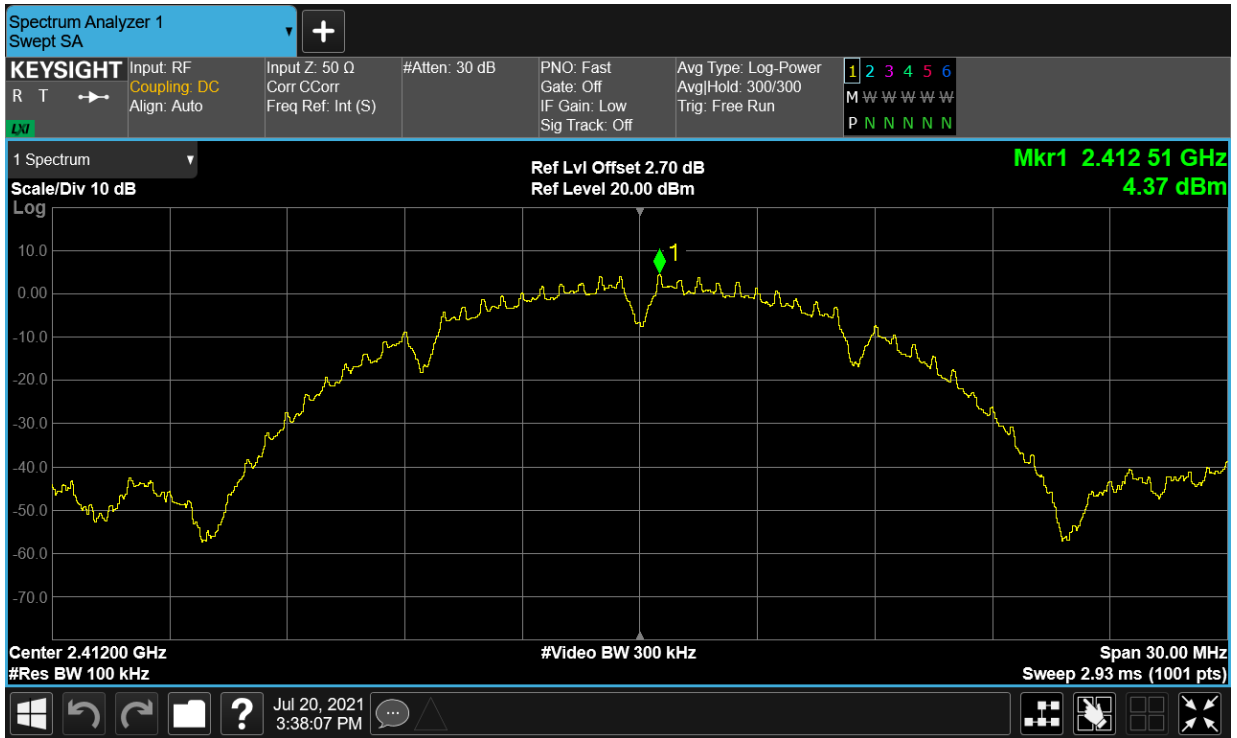 Spectrum Analyzer 1
Swept SA
KEYSIGHT
R T
LXI
Input: RF
Coupling: DC
Align: Auto
Input Z: 50 Ω
Corr CCorr
Freq Ref: Int (S)
#Atten: 30 dB
PNO: Fast
Gate: Off
IF Gain: Low
Sig Track: Off
Avg Type: Log-Power
Avg|Hold: 300/300
Trig: Free Run
1 2 3 4 5 6
M W W W W W
P N N N N N
1 Spectrum
Scale/Div 10 dB
Log
Ref Lvl Offset 2.70 dB
Ref Level 20.00 dBm
Mkr1 2.412 51 GHz
4.37 dBm
1
10.0
0.00
-10.0
-20.0
-30.0
-40.0
-50.0
-60.0
-70.0
Center 2.41200 GHz
#Res BW 100 kHz
#Video BW 300 kHz
Span 30.00 MHz
Sweep 2.93 ms (1001 pts)
?
Jul 20, 2021
3:38:07 PM